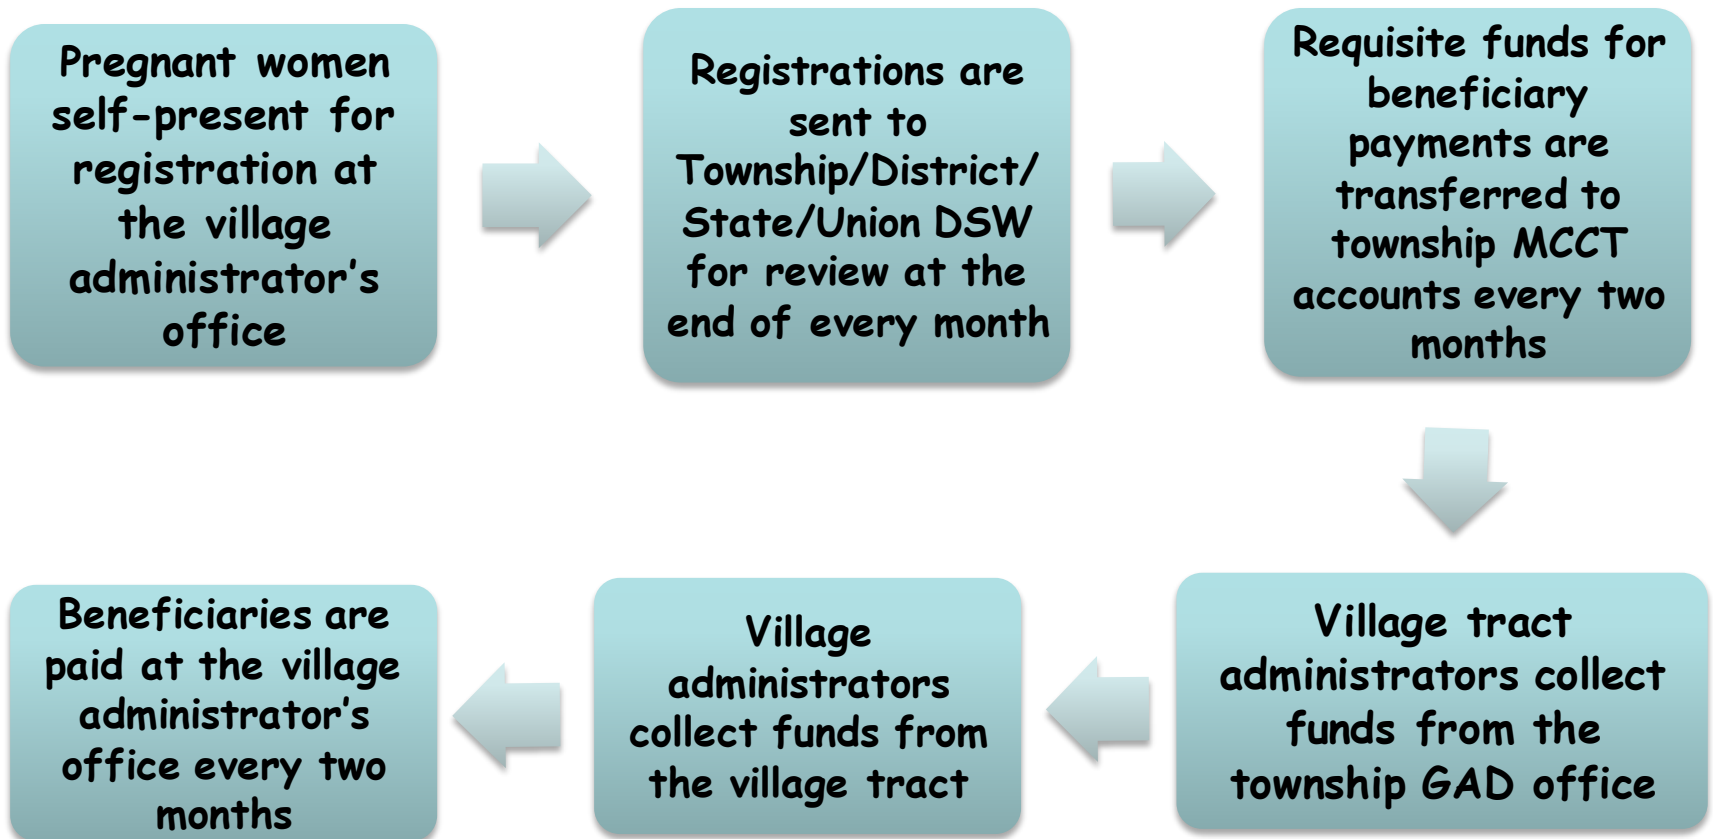 Pregnant women
self-present for
registration at
the village
administrator's
office
Registrations are
sent to
Township/District/
State/Union DSW
for review at the
end of every month
Requisite funds for
beneficiary
payments are
transferred to
township MCCT
accounts every two
months
Village tract
administrators collect
funds from the
township GAD office
Village
administrators
collect funds from
the village tract
Beneficiaries are
paid at the village
administrator's
office every two
months